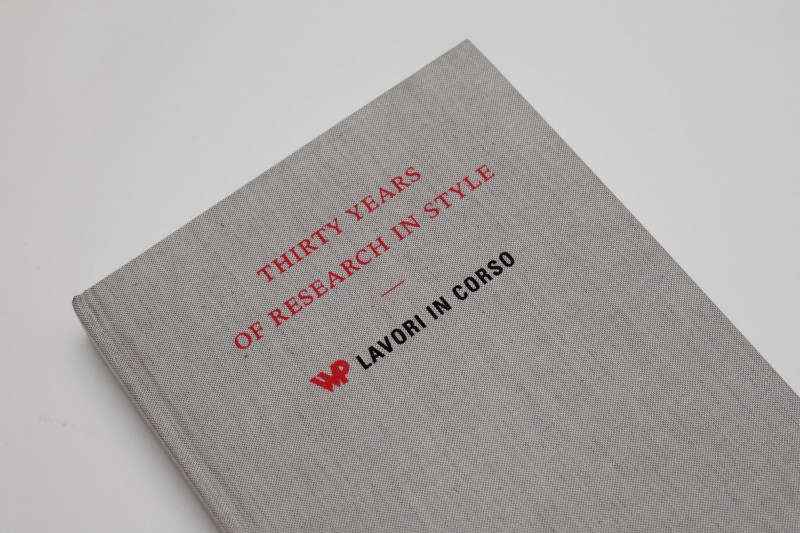 THIRTY YEARS
OF RESEARCH IN STYLE
WP LAVORI IN CORSO